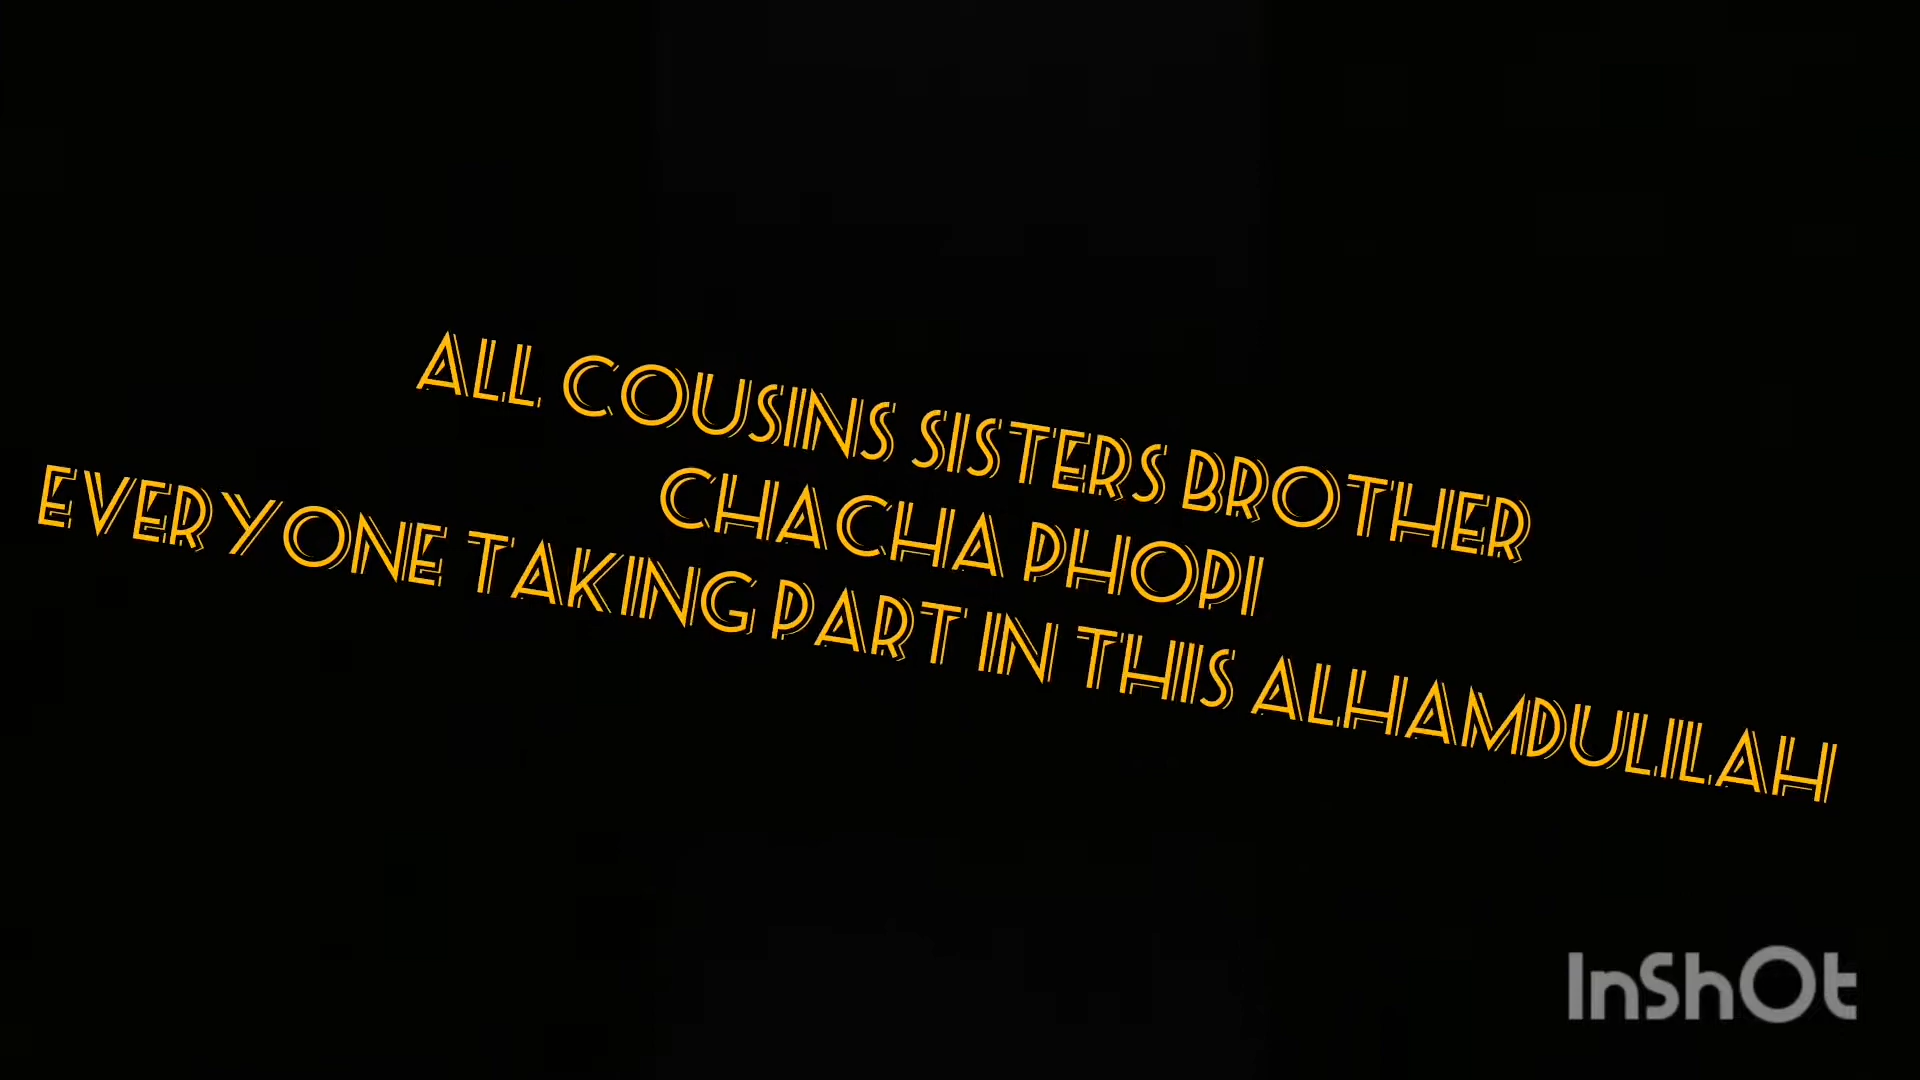 ALL COUSINS SISTERS BROTHER
CHACHA PHOPI
EVERYONE TAKING PART IN THIS ALHAMDULILAH
InShOt